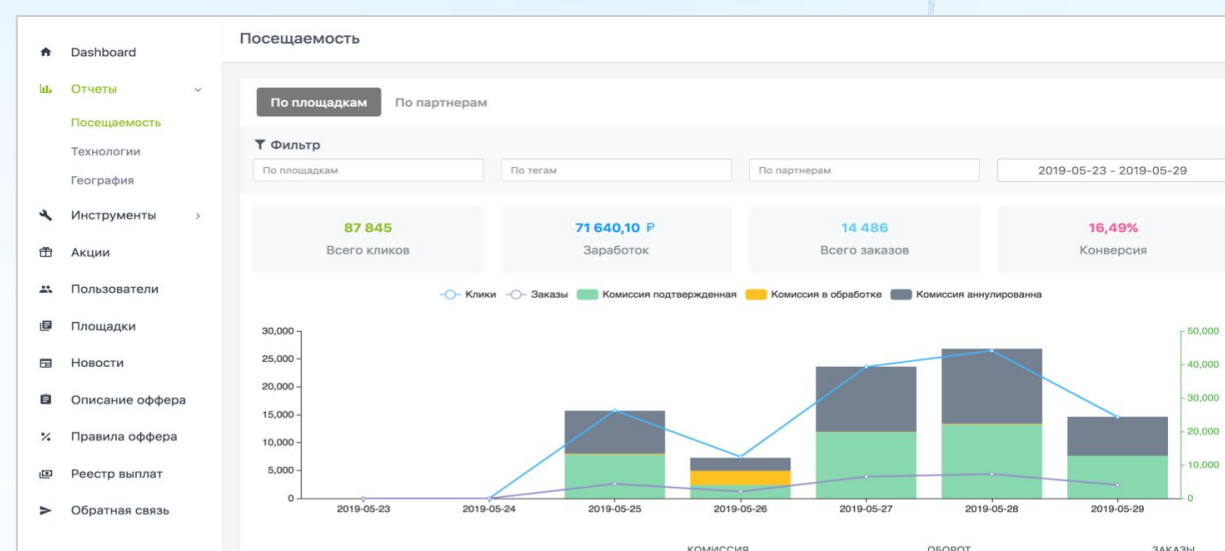 Dashboard
Отчеты
Посещаемость
Технологии
География
Инструменты
Акции
Пользователи
Площадки
Новости
Описание оффера
Правила оффера
Реестр выплат
Обратная связь
Посещаемость
По площадкам По партнерам
Фильтр
По площадкам По тегам По партнерам 2019-05-23 - 2019-05-29
87 845 71 640,10 ₽ 14 486 16,49%
Всего кликов Заработок Всего заказов Конверсия
Клики Заказы Комиссия подтвержденная Комиссия в обработке Комиссия аннулированна
30,000 50,000
25,000 40,000
20,000 30,000
15,000 20,000
10,000 10,000
5,000
0 0
2019-05-23 2019-05-24 2019-05-25 2019-05-26 2019-05-27 2019-05-28 2019-05-29
КОМИССИЯ ОБОРОТ ЗАКАЗЫ